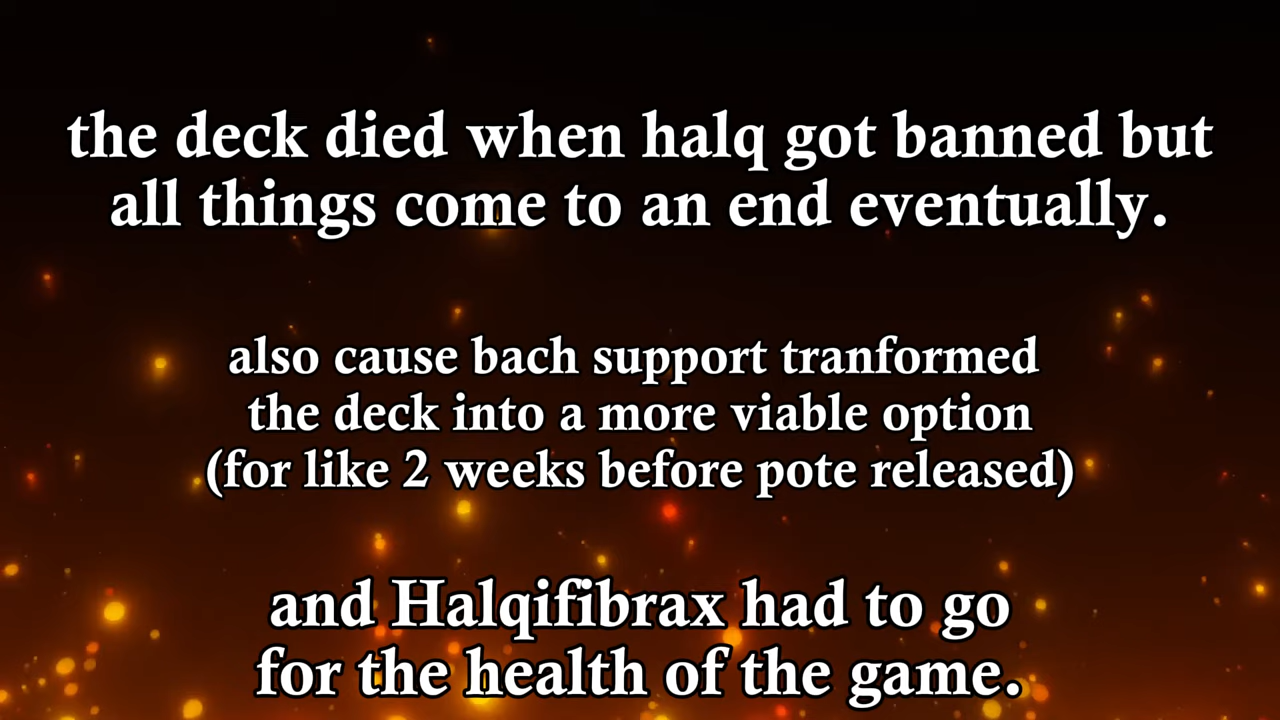 the deck died when halq got banned but
all things come to an end eventually.
also cause bach support tranformed
the deck into a more viable option
(for like 2 weeks before pote released)
and Halqifibrax had to go
for the health of the game.